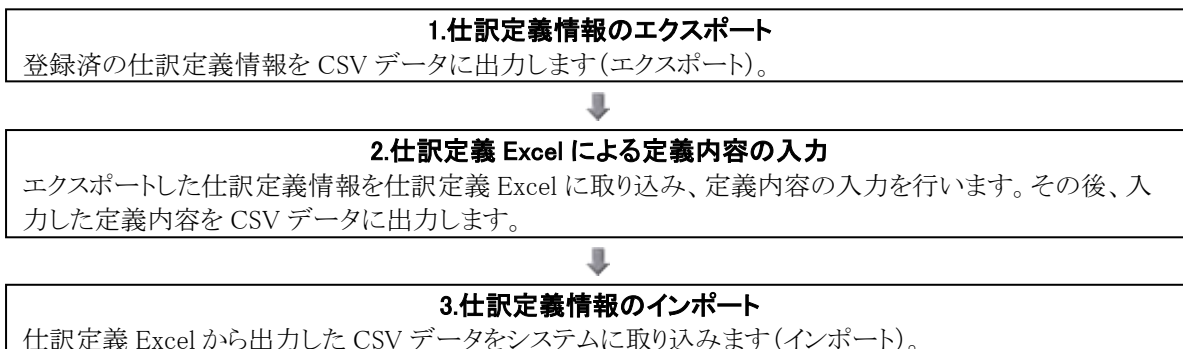 1.仕訳定義情報のエクスポート
登録済の仕訳定義情報を CSV データに出力します(エクスポート)。
2.仕訳定義 Excel による定義内容の入力
エクスポートした仕訳定義情報を仕訳定義 Excel に取り込み、定義内容の入力を行います。その後、入
力した定義内容を CSV データに出力します。
3.仕訳定義情報のインポート
仕訳定義 Excel から出力した CSV データをシステムに取り込みます(インポート)。